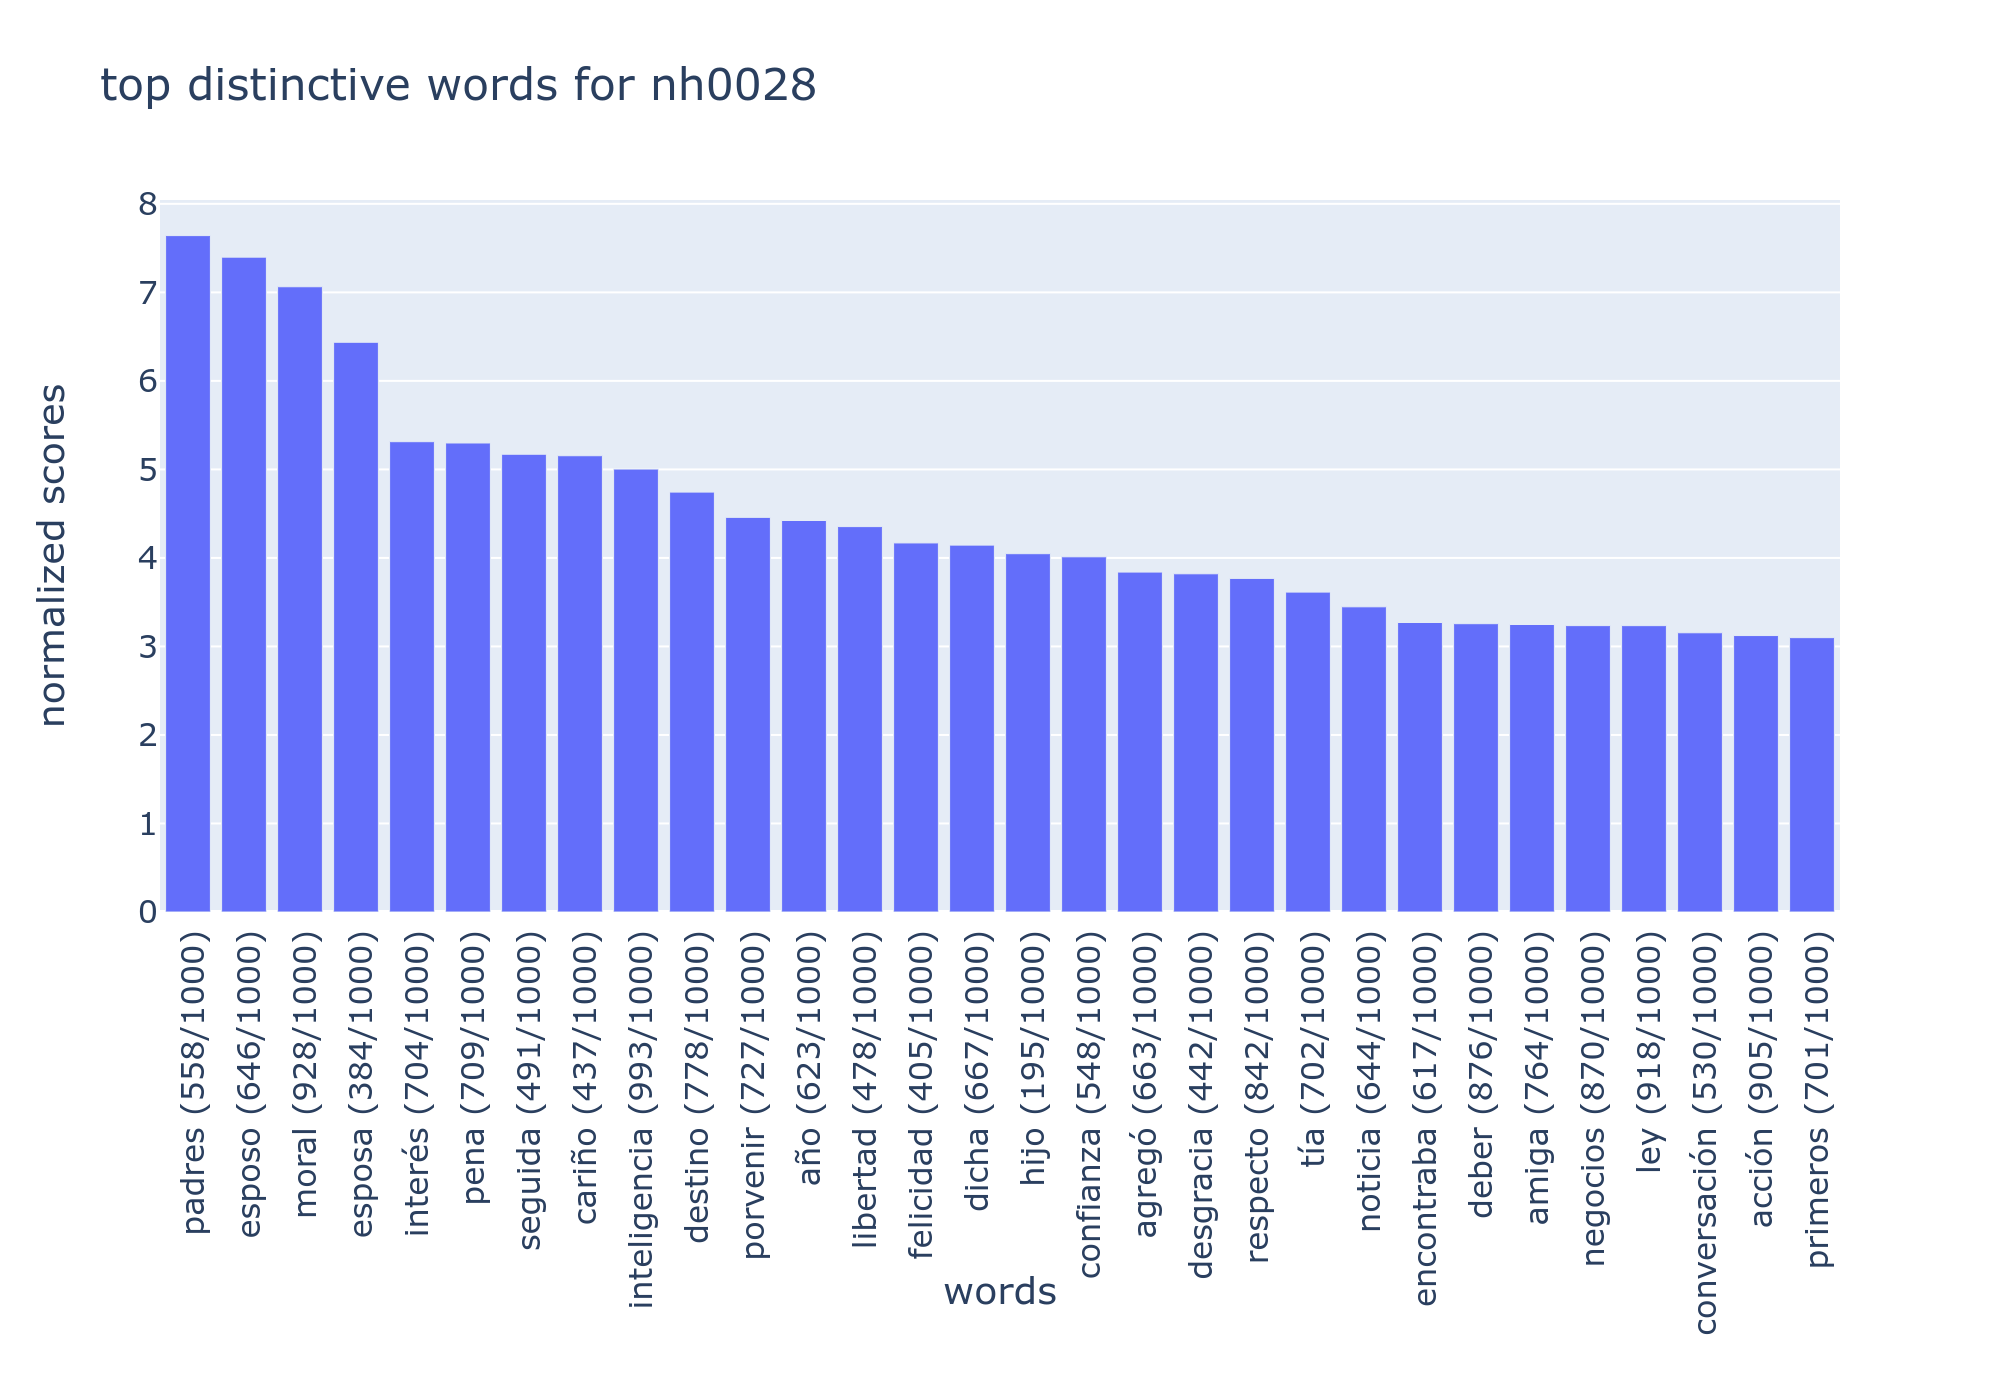 top distinctive words for nh0028
normalized scores
8
7
6
5
4
3
2
1
0
padres (558/1000)
esposo (646/1000)
moral (928/1000)
esposa (384/1000)
interés (704/1000)
pena (709/1000)
seguida (491/1000)
cariño (437/1000)
inteligencia (993/1000)
destino (778/1000)
porvenir (727/1000)
año (623/1000)
libertad (478/1000)
felicidad (405/1000)
dicha (667/1000)
hijo (195/1000)
confianza (548/1000)
agregó (663/1000)
desgracia (442/1000)
respecto (842/1000)
tía (702/1000)
noticia (644/1000)
encontraba (617/1000)
deber (876/1000)
amiga (764/1000)
negocios (870/1000)
ley (918/1000)
conversación (530/1000)
acción (905/1000)
primeros (701/1000)
words